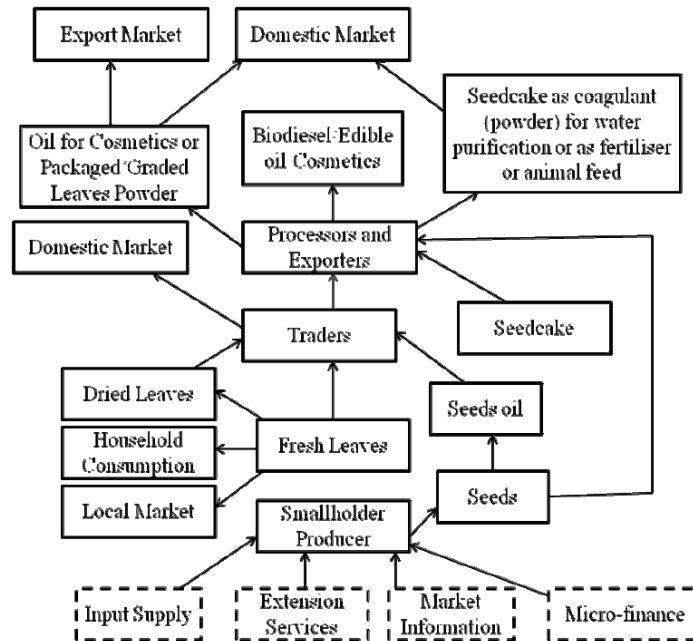 Export Market
Domestic Market
Oil for Cosmetics or
Packaged/Graded
Leaves Powder
Biodiesel/Edible
oil Cosmetics
Seedcake as coagulant
(powder) for water
purification or as fertiliser
or animal feed
Domestic Market
Processors and
Exporters
Traders
Seedcake
Dried Leaves
Seeds oil
Household
Consumption
Fresh Leaves
Local Market
Seeds
Smallholder
Producer
Input Supply
Extension
Services
Market
Information
Micro-finance